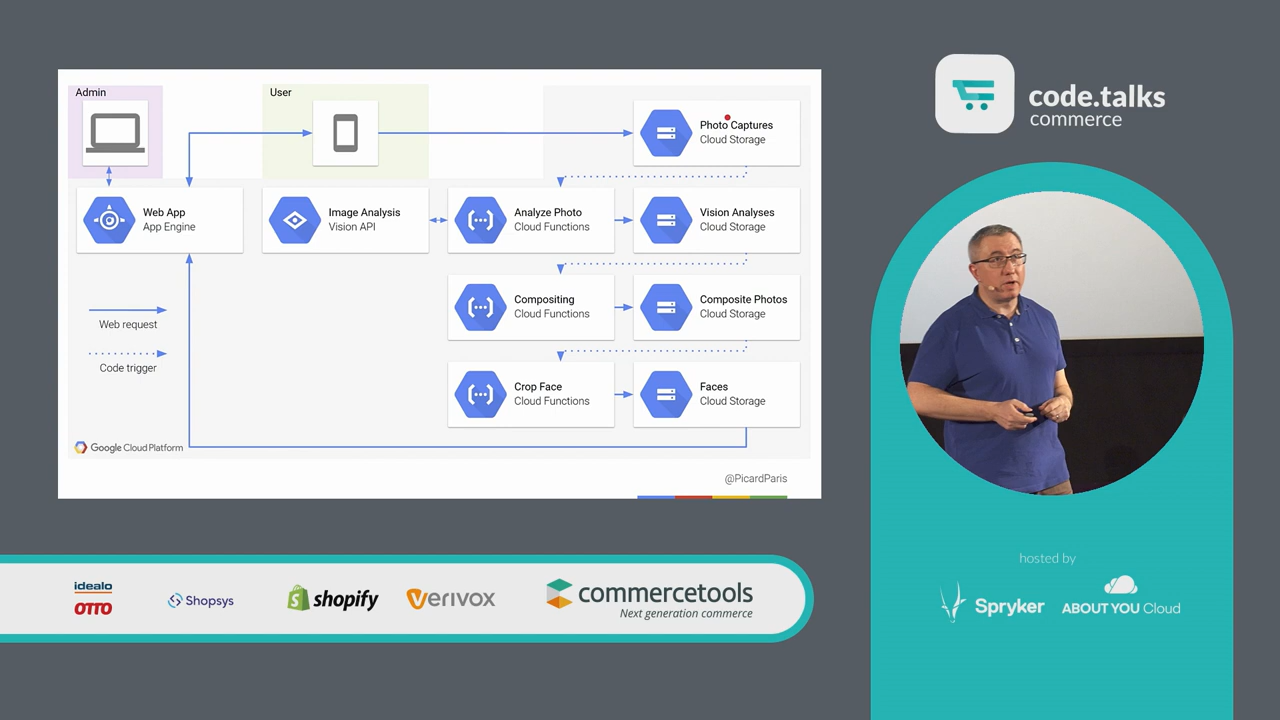 Admin
User
Photo Captures
Cloud Storage
Web App
App Engine
Image Analysis
Vision API
Analyze Photo
Cloud Functions
Vision Analyses
Cloud Storage
Compositing
Cloud Functions
Composite Photos
Cloud Storage
Web request
Code trigger
Crop Face
Cloud Functions
Faces
Cloud Storage
Google Cloud Platform
@PicardParis
code.talks
commerce
hosted by
Spryker
ABOUT YOU Cloud
idealo
OTTO
Shopsys
shopify
VERIVOX
commercetools
Next generation commerce